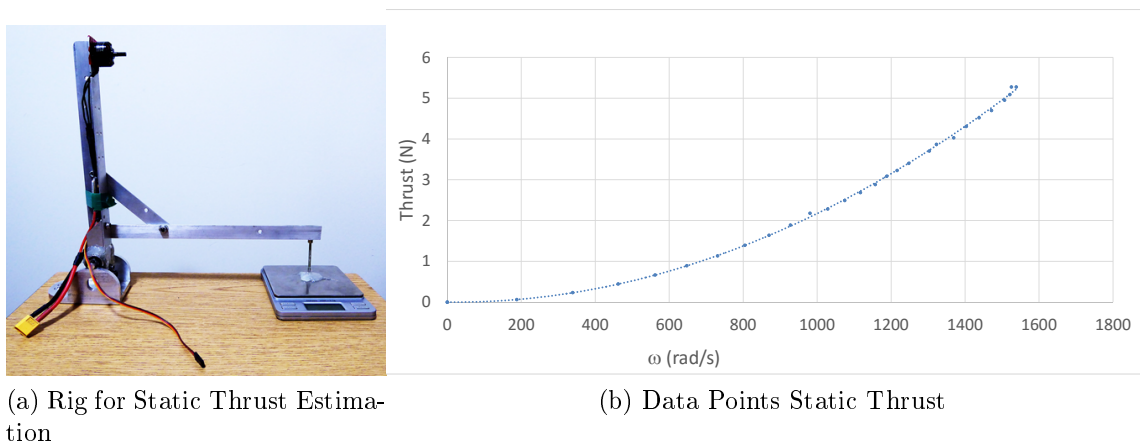 6
5
4
3
2
1
0
Thrust (N)
0 200 400 600 800 1000 1200 1400 1600 1800
ω (rad/s)
(a) Rig for Static Thrust Estima-
tion
(b) Data Points Static Thrust